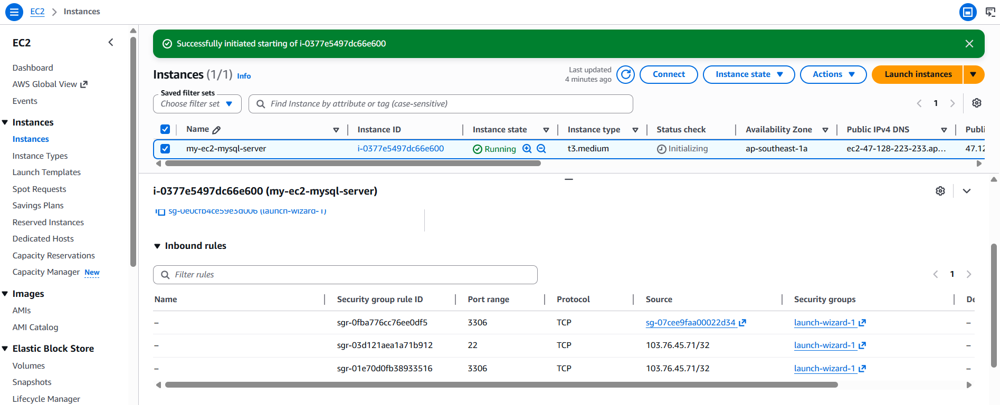 EC2 > Instances
EC2
Dashboard
AWS Global View
Events
Instances
Instances
Instance Types
Launch Templates
Spot Requests
Savings Plans
Reserved Instances
Dedicated Hosts
Capacity Reservations
Capacity Manager New
Images
AMIs
AMI Catalog
Elastic Block Store
Volumes
Snapshots
Lifecycle Manager
Successfully initiated starting of i-0377e5497dc66e600
Instances (1/1) Info
Last updated
4 minutes ago
Connect
Instance state
Actions
Launch instances
Saved filter sets
Choose filter set
Find Instance by attribute or tag (case-sensitive)
1
Name Instance ID Instance state Instance type Status check Availability Zone Public IPv4 DNS Publi
my-ec2-mysql-server i-0377e5497dc66e600 Running t3.medium Initializing ap-southeast-1a ec2-47-128-223-233.ap... 47.12
i-0377e5497dc66e600 (my-ec2-mysql-server)
sg-0e0cfb4ce59e3d006 (launch-wizard-1)
Inbound rules
Filter rules
1
Name Security group rule ID Port range Protocol Source Security groups De
– sgr-0fba776cc76ee0df5 3306 TCP sg-07cee9faa00022d34 launch-wizard-1 –
– sgr-03d121aea1a71b912 22 TCP 103.76.45.71/32 launch-wizard-1 –
– sgr-01e70d0fb38933516 3306 TCP 103.76.45.71/32 launch-wizard-1 –